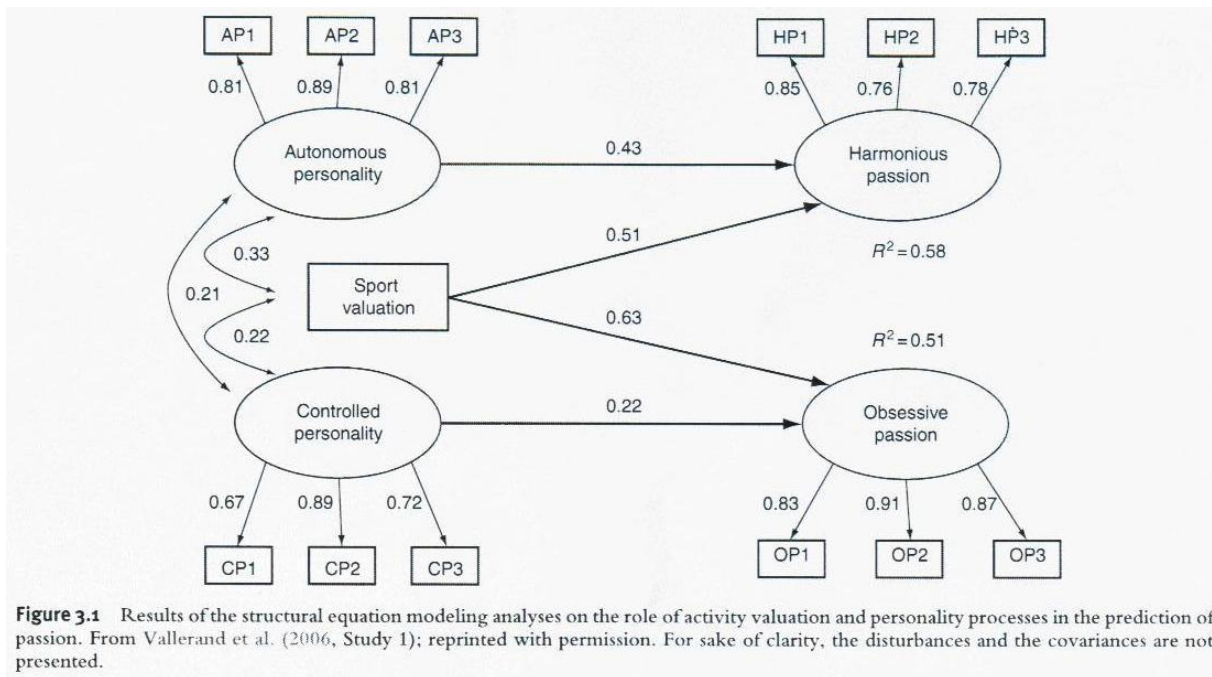 AP1 AP2 AP3 HP1 HP2 HP3
0.81 0.89 0.81 0.85 0.76 0.78
Autonomous
personality
0.43
Harmonious
passion
0.33
0.51
R² = 0.58
0.21
Sport
valuation
0.22
0.63
R² = 0.51
Controlled
personality
0.22
Obsessive
passion
0.67 0.89 0.72 0.83 0.91 0.87
CP1 CP2 CP3 OP1 OP2 OP3
Figure 3.1 Results of the structural equation modeling analyses on the role of activity valuation and personality processes in the prediction of
passion. From Vallerand et al. (2006, Study 1); reprinted with permission. For sake of clarity, the disturbances and the covariances are not
presented.